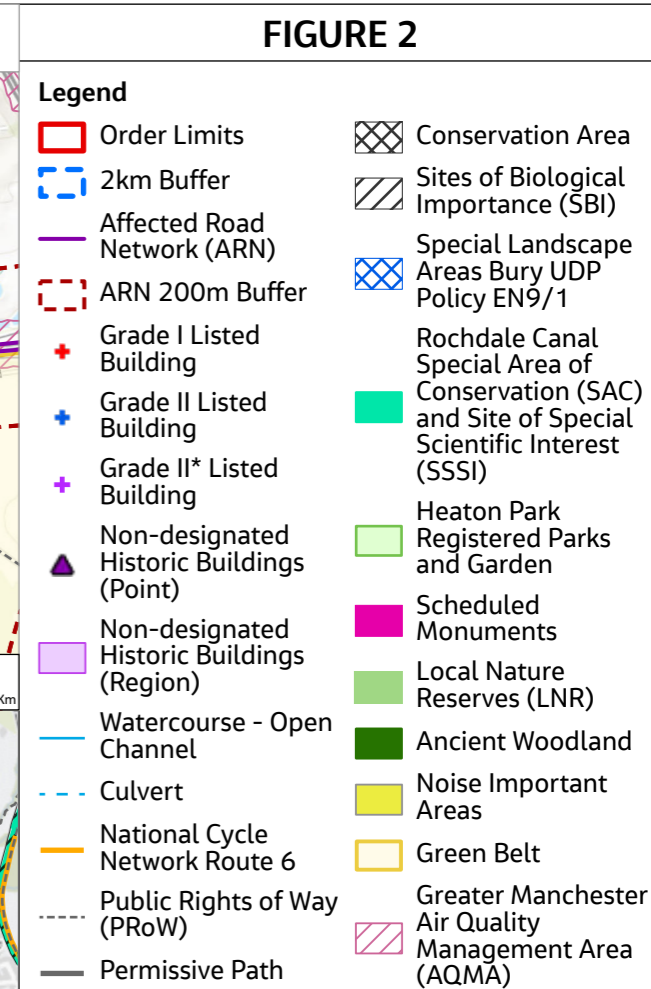 FIGURE 2
Legend
Order Limits
2km Buffer
Affected Road
Network (ARN)
ARN 200m Buffer
Grade I Listed
Building
Grade II Listed
Building
Grade II* Listed
Building
Non-designated
Historic Buildings
(Point)
Non-designated
Historic Buildings
(Region)
Watercourse - Open
Channel
Culvert
National Cycle
Network Route 6
Public Rights of Way
(PRoW)
Permissive Path
Conservation Area
Sites of Biological
Importance (SBI)
Special Landscape
Areas Bury UDP
Policy EN9/1
Rochdale Canal
Special Area of
Conservation (SAC)
and Site of Special
Scientific Interest
(SSSI)
Heaton Park
Registered Parks
and Garden
Scheduled
Monuments
Local Nature
Reserves (LNR)
Ancient Woodland
Noise Important
Areas
Green Belt
Greater Manchester
Air Quality
Management Area
(AQMA)
Km